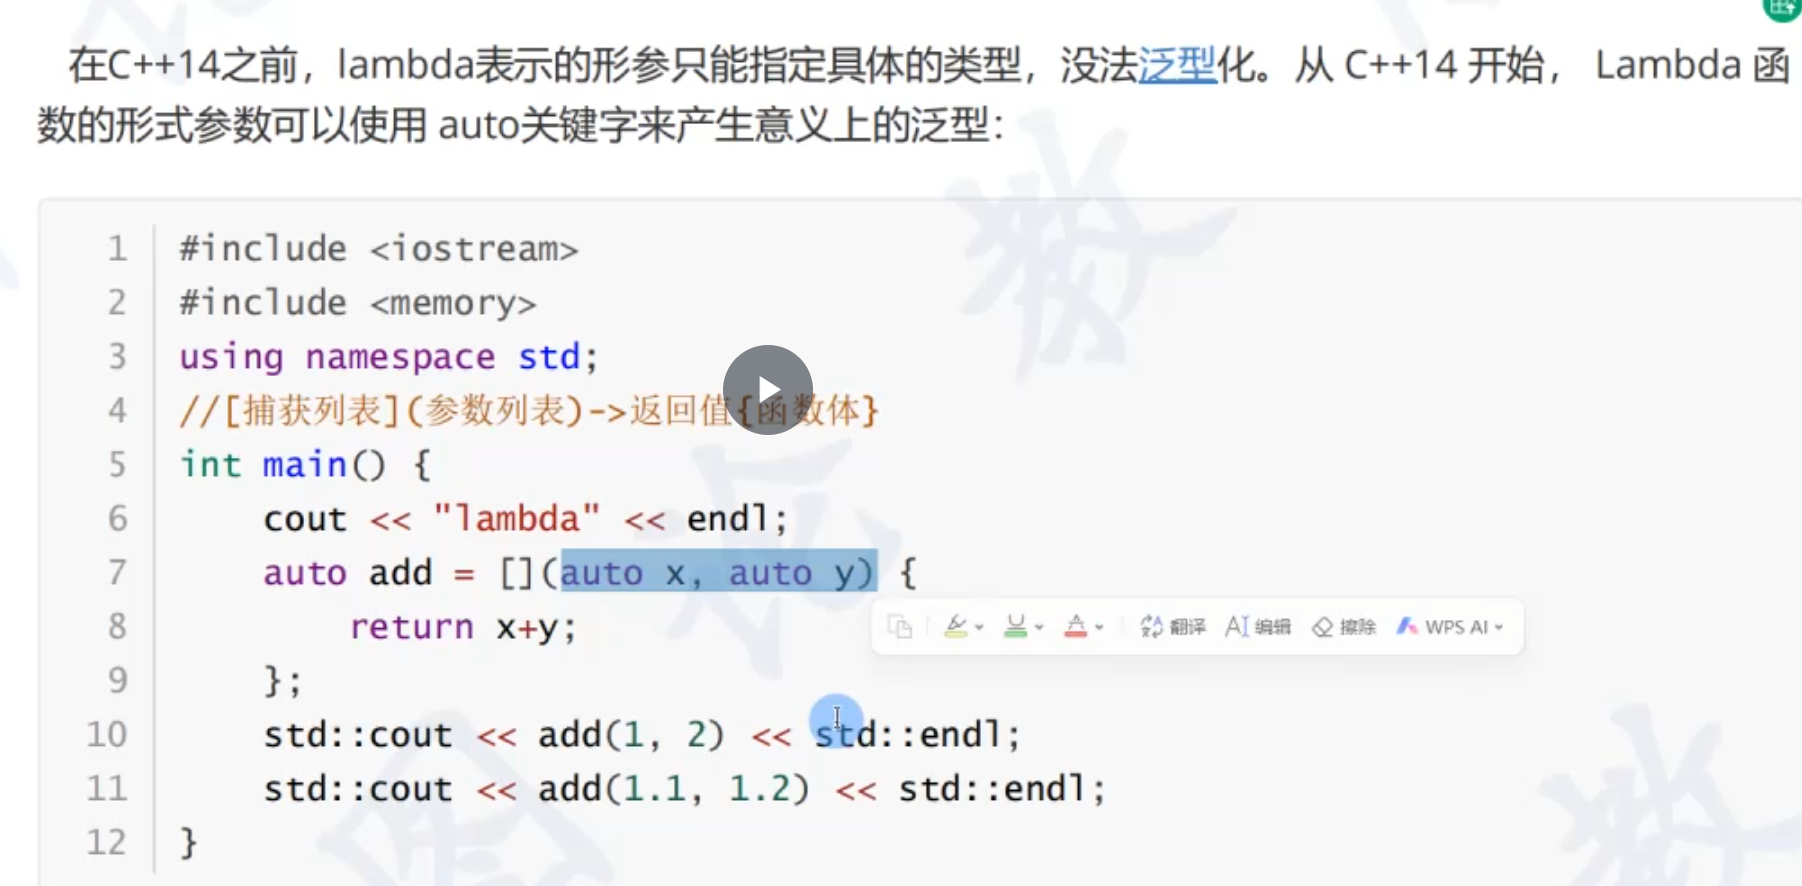 在C++14之前，lambda表示的形参只能指定具体的类型，没法泛型化。从 C++14 开始， Lambda 函
数的形式参数可以使用 auto关键字来产生意义上的泛型：
1 #include <iostream>
2 #include <memory>
3 using namespace std;
4 //[捕获列表](参数列表)->返回值{函数体}
5 int main() {
6     cout << "lambda" << endl;
7     auto add = [](auto x, auto y) {
8         return x+y;
翻译 编辑 擦除 WPS AI
9     };
10     std::cout << add(1, 2) << std::endl;
11     std::cout << add(1.1, 1.2) << std::endl;
12 }